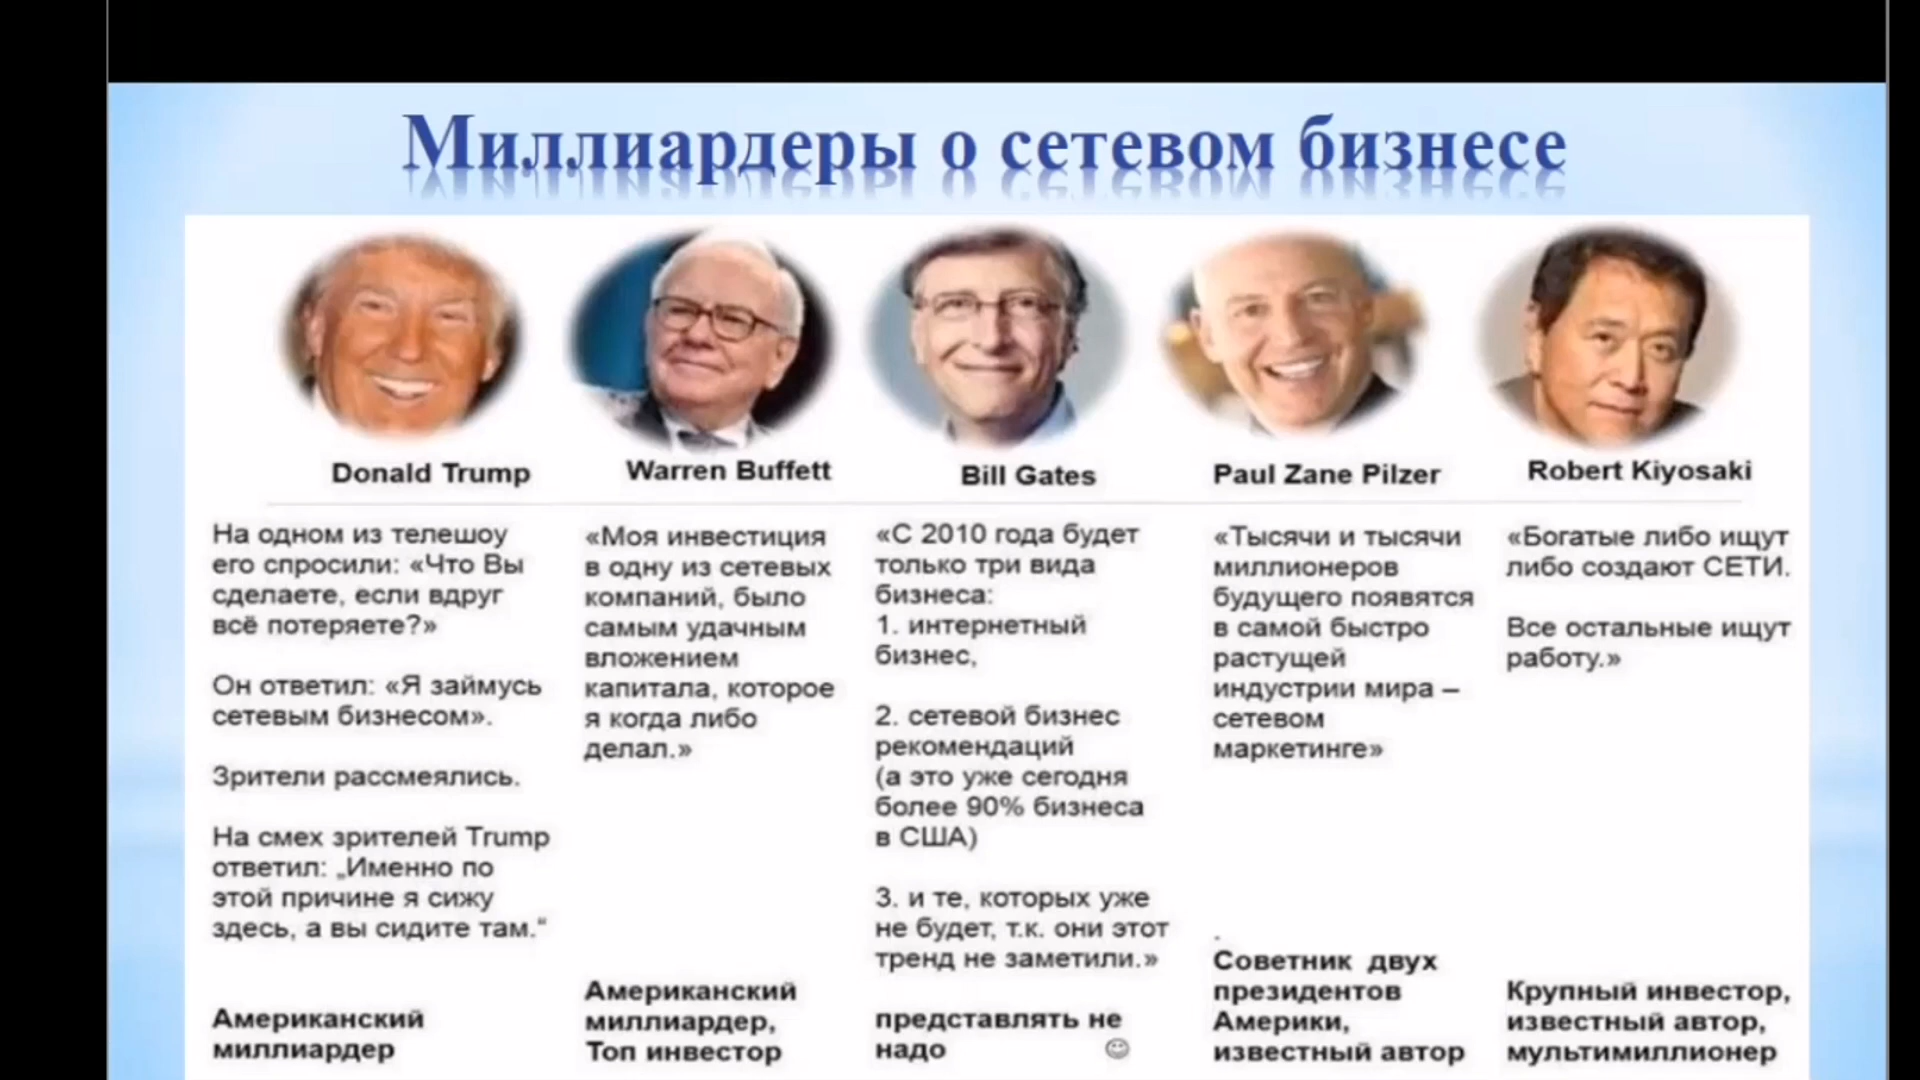 Миллиардеры о сетевом бизнесе
Donald Trump
На одном из телешоу
его спросили: «Что Вы
сделаете, если вдруг
всё потеряете?»
Он ответил: «Я займусь
сетевым бизнесом».
Зрители рассмеялись.
На смех зрителей Trump
ответил: „Именно по
этой причине я сижу
здесь, а вы сидите там.“
Американский
миллиардер
Warren Buffett
«Моя инвестиция
в одну из сетевых
компаний, было
самым удачным
вложением
капитала, которое
я когда либо
делал.»
Американский
миллиардер,
Топ инвестор
Bill Gates
«С 2010 года будет
только три вида
бизнеса:
1. интернетный
бизнес,
2. сетевой бизнес
рекомендаций
(а это уже сегодня
более 90% бизнеса
в США)
3. и те, которых уже
не будет, т.к. они этот
тренд не заметили.»
представлять не
надо ☺
Paul Zane Pilzer
«Тысячи и тысячи
миллионеров
будущего появятся
в самой быстро
растущей
индустрии мира –
сетевом
маркетинге»
.
Советник двух
президентов
Америки,
известный автор
Robert Kiyosaki
«Богатые либо ищут
либо создают СЕТИ.
Все остальные ищут
работу.»
Крупный инвестор,
известный автор,
мультимиллионер